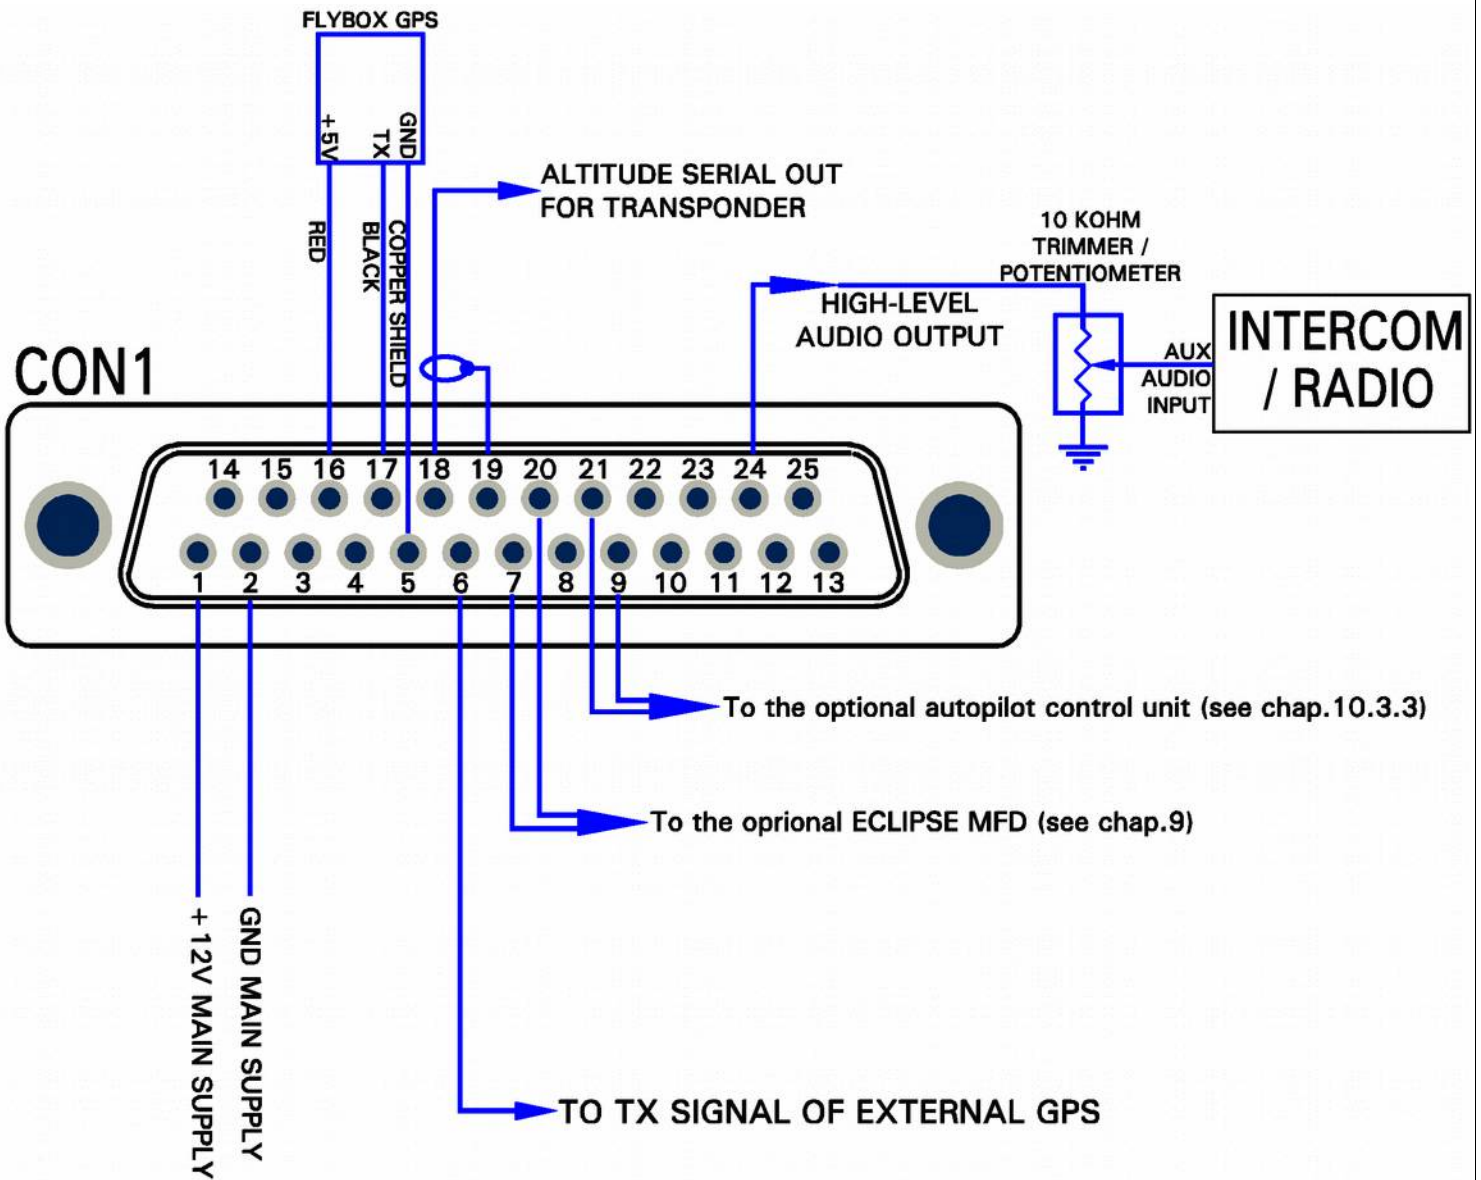 FLYBOX GPS
+5V
TX
GND
RED
BLACK
COPPER SHIELD
ALTITUDE SERIAL OUT
FOR TRANSPONDER
10 KOHM
TRIMMER /
POTENTIOMETER
HIGH-LEVEL
AUDIO OUTPUT
AUX
AUDIO
INPUT
INTERCOM
/ RADIO
CON1
14 15 16 17 18 19 20 21 22 23 24 25
1 2 3 4 5 6 7 8 9 10 11 12 13
To the optional autopilot control unit (see chap.10.3.3)
To the oprional ECLIPSE MFD (see chap.9)
+12V MAIN SUPPLY
GND MAIN SUPPLY
TO TX SIGNAL OF EXTERNAL GPS